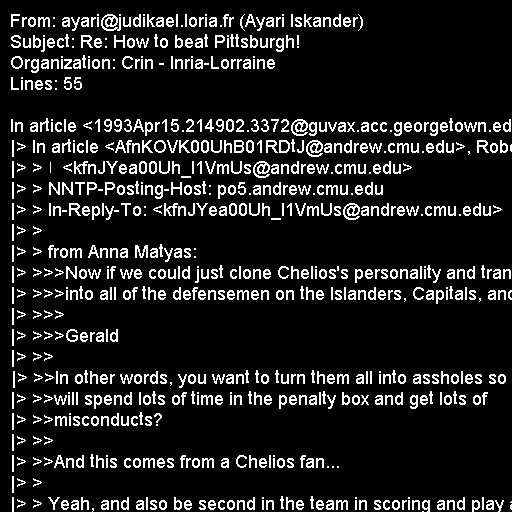 From: ayari@judikael.loria.fr (Ayari Iskander)
Subject: Re: How to beat Pittsburgh!
Organization: Crin - Inria-Lorraine
Lines: 55

In article <1993Apr15.214902.3372@guvax.acc.georgetown.ed
|> In article <AfnKOVK00UhB01RDtJ@andrew.cmu.edu>, Robe
|> > <kfnJYea00Uh_I1VmUs@andrew.cmu.edu>
|> > NNTP-Posting-Host: po5.andrew.cmu.edu
|> > In-Reply-To: <kfnJYea00Uh_I1VmUs@andrew.cmu.edu>
|> >
|> > from Anna Matyas:
|> >>>Now if we could just clone Chelios's personality and tran
|> >>>into all of the defensemen on the Islanders, Capitals, and
|> >>>
|> >>>Gerald
|> >>
|> >>In other words, you want to turn them all into assholes so
|> >>will spend lots of time in the penalty box and get lots of
|> >>misconducts?
|> >>
|> >>And this comes from a Chelios fan...
|> >
|> > Yeah, and also be second in the team in scoring and play a